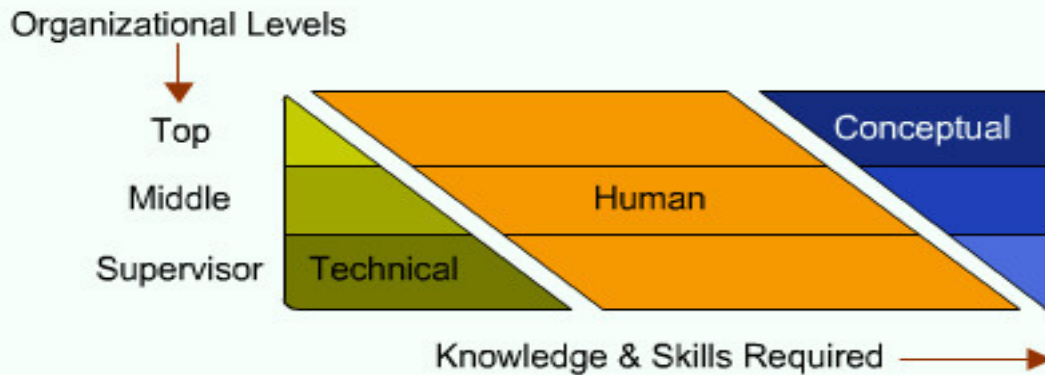 Organizational Levels
Top
Conceptual
Middle
Human
Supervisor
Technical
Knowledge & Skills Required